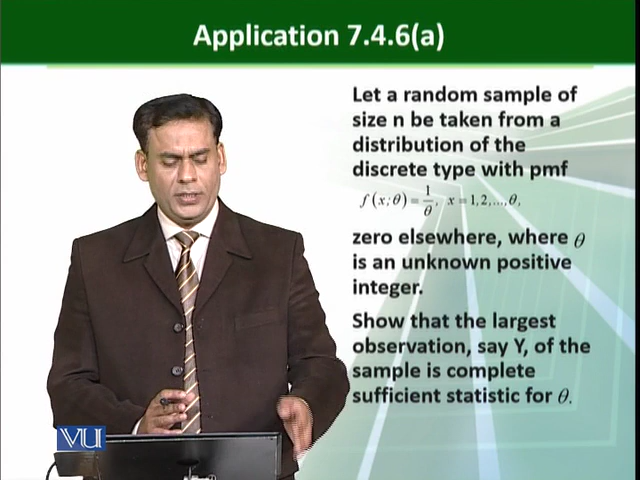 Application 7.4.6(a)
Let a random sample of
size n be taken from a
distribution of the
discrete type with pmf
f(x;θ)=1/θ, x=1,2,...,θ,
zero elsewhere, where θ
is an unknown positive
integer.
Show that the largest
observation, say Y, of the
sample is complete
sufficient statistic for θ.
VU